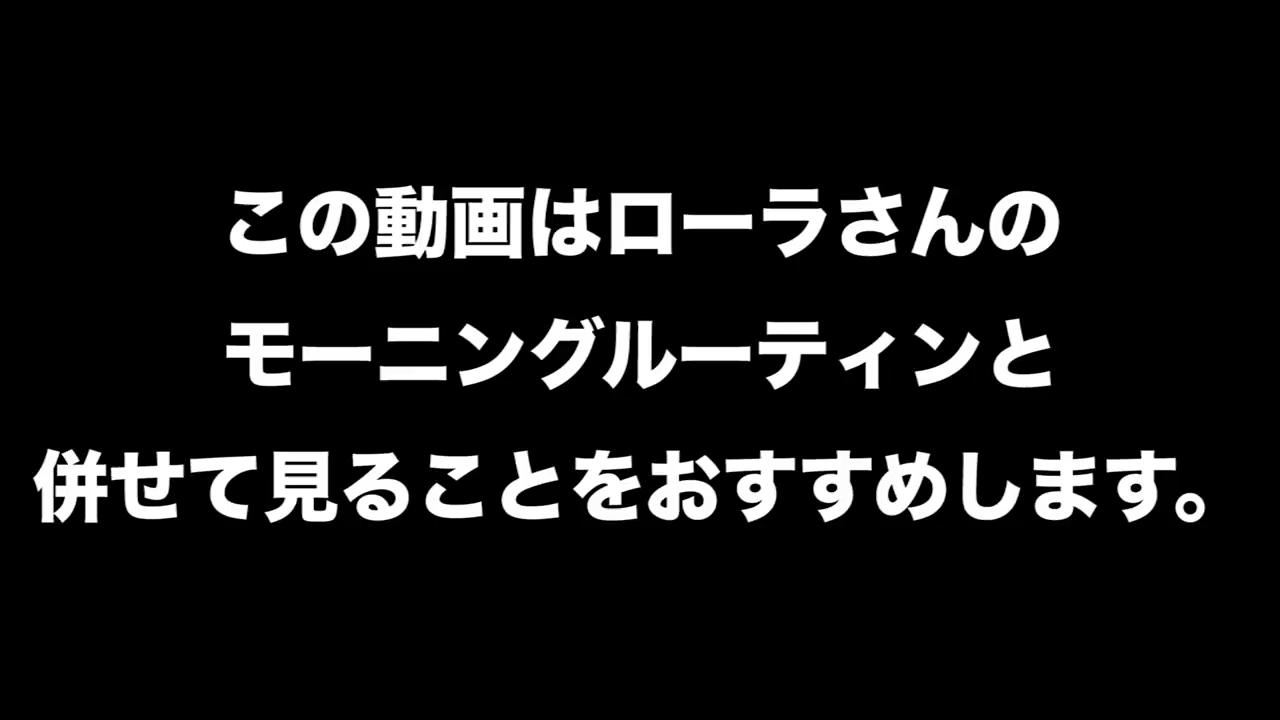 この動画はローラさんの
モーニングルーティンと
併せて見ることをおすすめします。